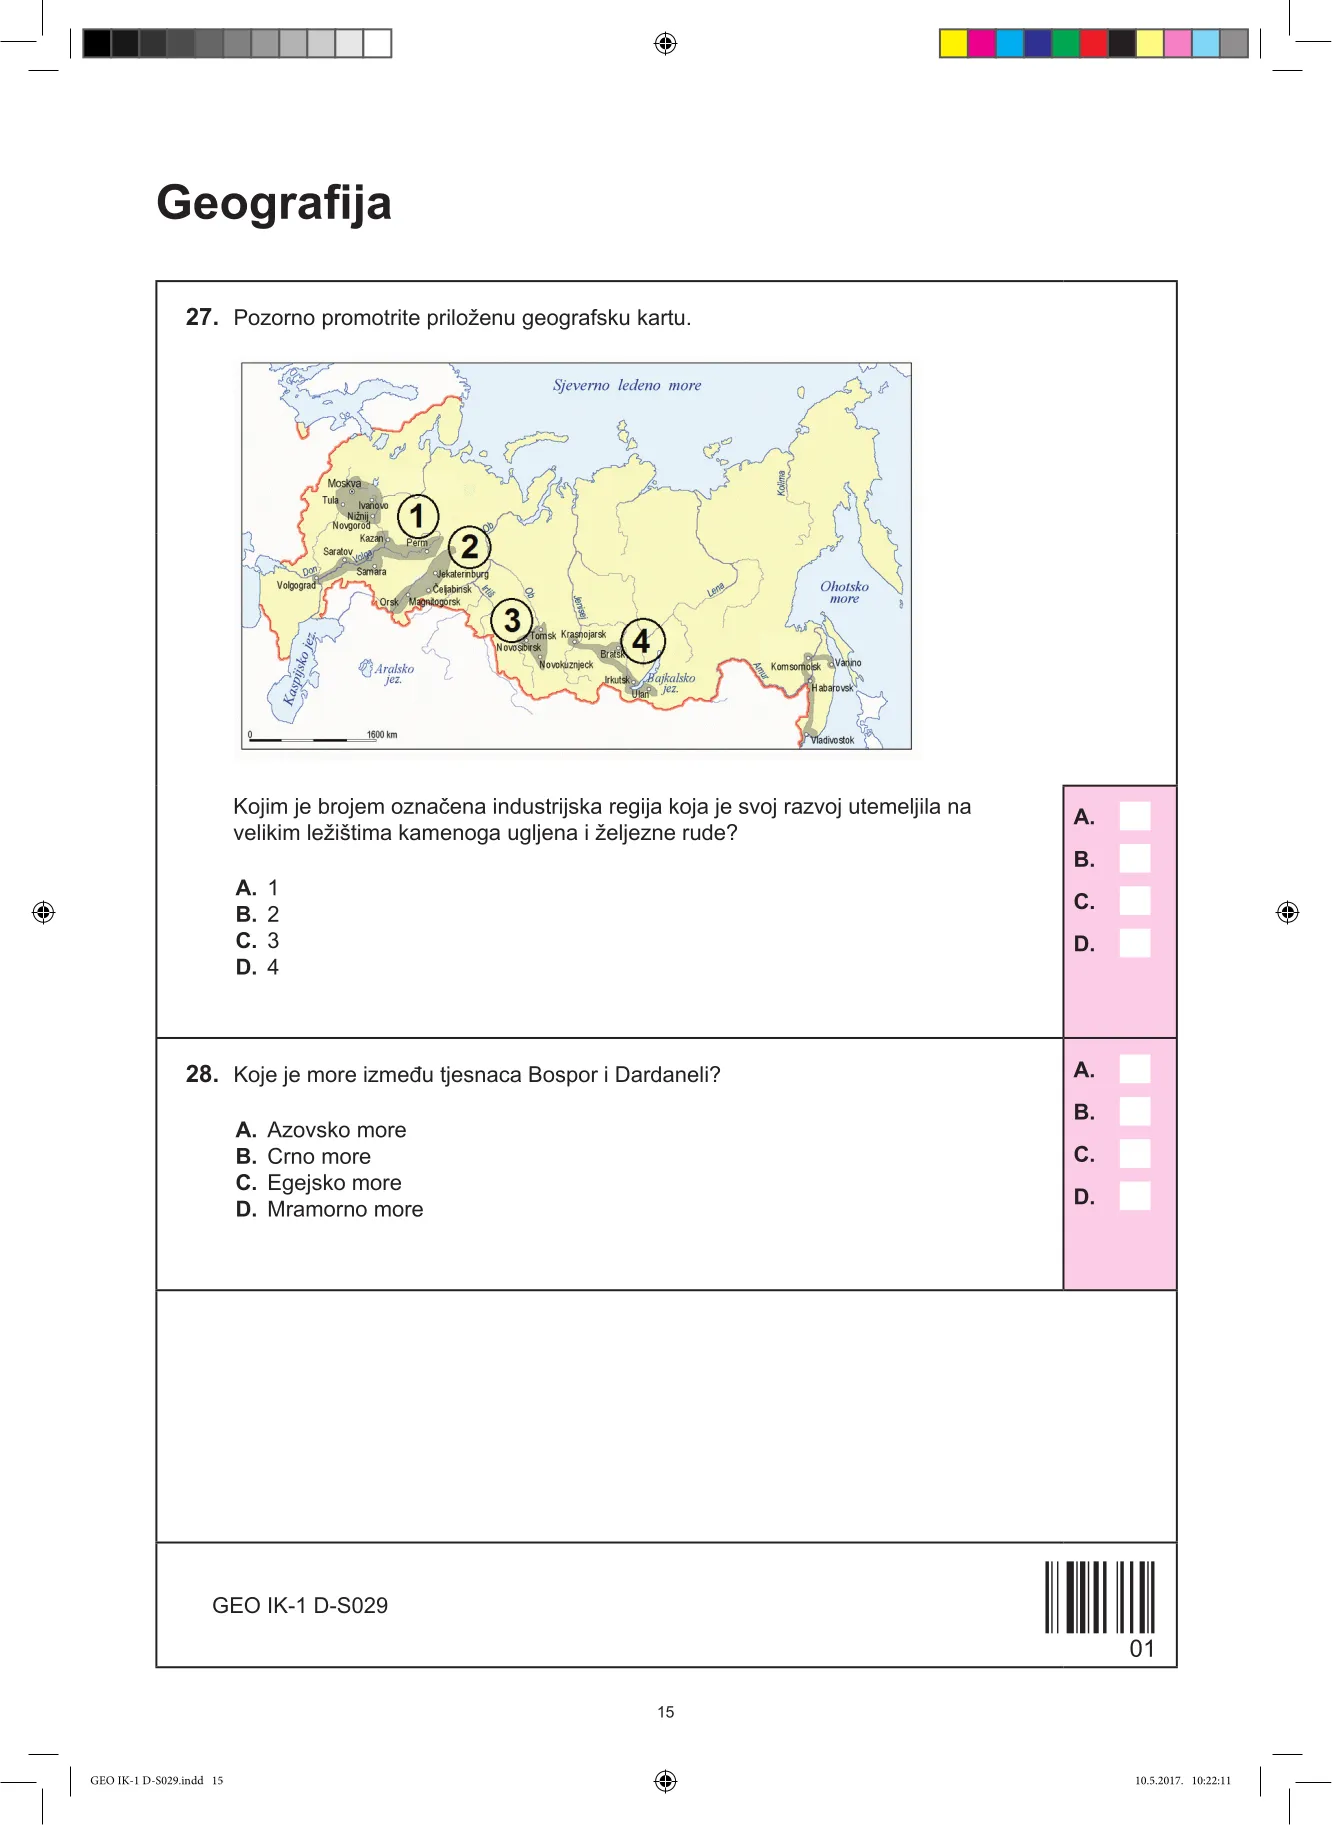 Geografija
27. Pozorno promotrite priloženu geografsku kartu.
Sjeverno ledeno more
Moskva
Tula
Ivanovo
Nižnij
Novgorod
Kazan
Perm
Saratov
Volga
Samara
Don
Volgograd
Jekaterinburg
Čeljabinsk
Orsk
Magnitogorsk
1
2
3
4
Ob
Irtiš
Ob
Jenisej
Lena
Kolima
Amur
Tomsk
Krasnojarsk
Novosibirsk
Bratsk
Novokuznjeck
Irkutsk
Bajkalsko
jez.
Ulan
Ohotsko
more
Komsomolsk
Vanino
Habarovsk
Vladivostok
Kaspijsko jez.
Aralsko
jez.
0 1600 km
Kojim je brojem označena industrijska regija koja je svoj razvoj utemeljila na
velikim ležištima kamenoga ugljena i željezne rude?
A. 1
B. 2
C. 3
D. 4
A.
B.
C.
D.
28. Koje je more između tjesnaca Bospor i Dardaneli?
A. Azovsko more
B. Crno more
C. Egejsko more
D. Mramorno more
A.
B.
C.
D.
GEO IK-1 D-S029
01
15
GEO IK-1 D-S029.indd 15
10.5.2017. 10:22:11